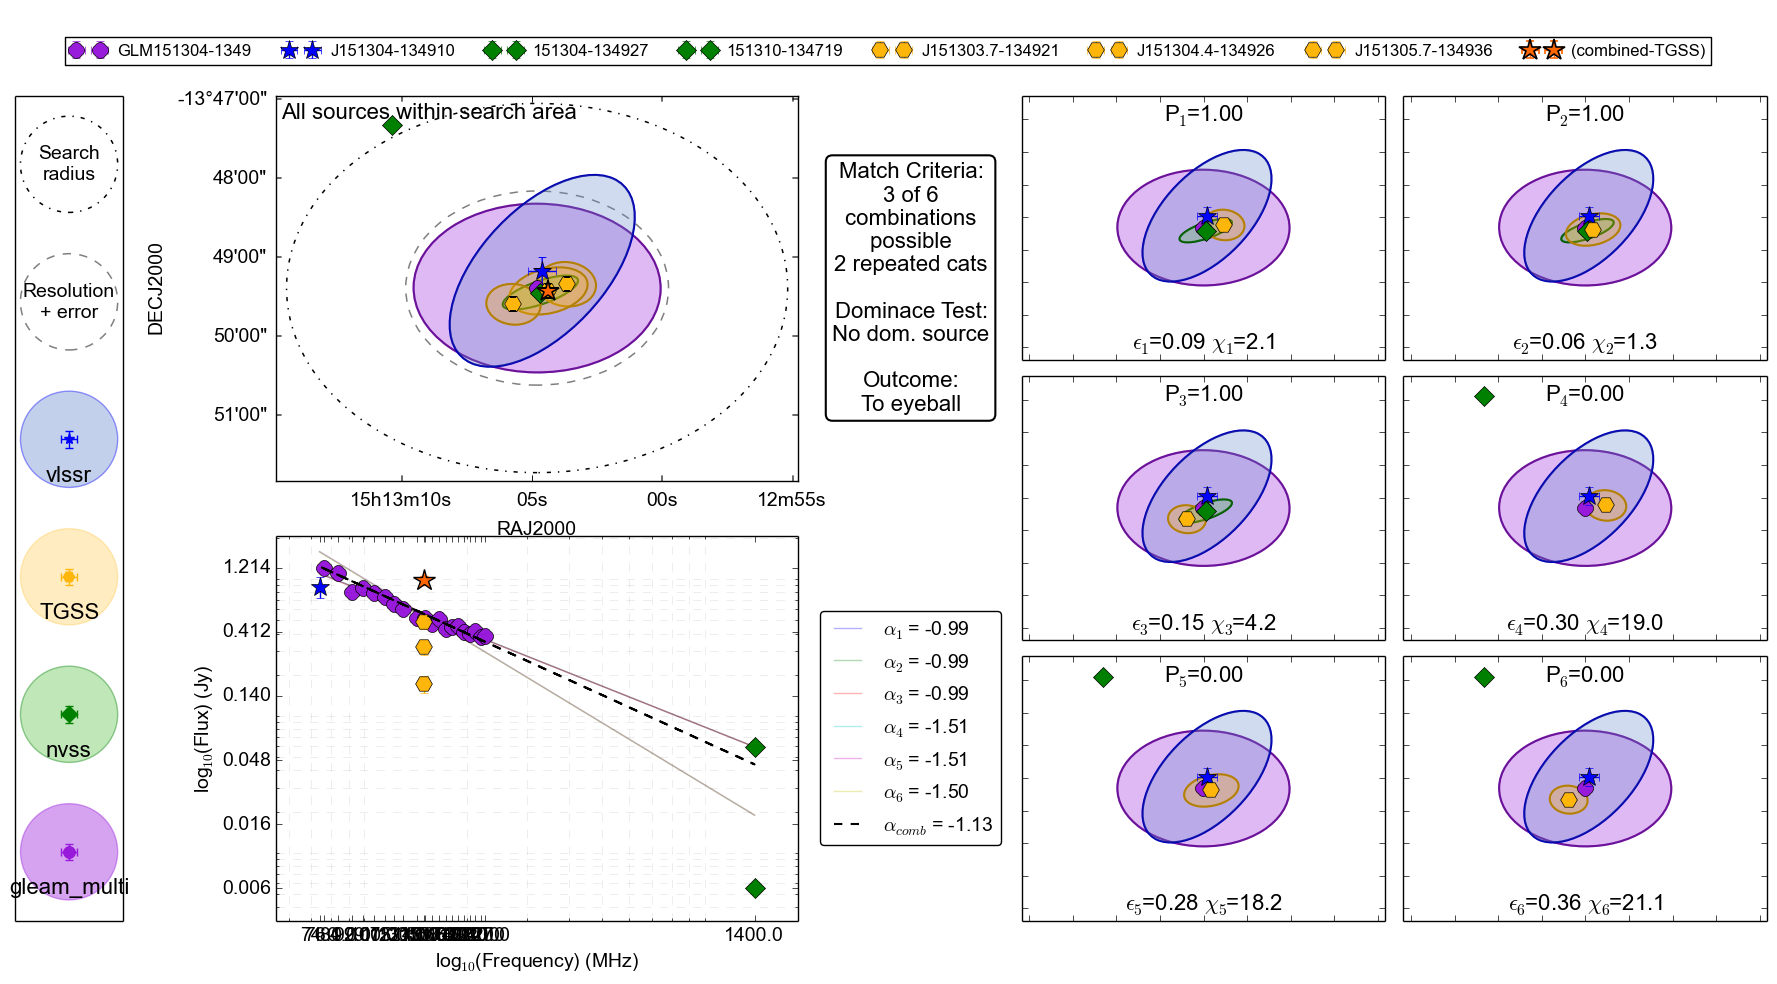 GLM151304-1349 J151304-134910 151304-134927 151310-134719 J151303.7-134921 J151304.4-134926 J151305.7-134936 (combined-TGSS)
Search
radius
Resolution
+ error
vlssr
TGSS
nvss
gleam_multi
All sources within search area
-13°47'00"
48'00"
49'00"
50'00"
51'00"
DECJ2000
15h13m10s 05s 00s 12m55s
RAJ2000
Match Criteria:
3 of 6
combinations
possible
2 repeated cats
Dominace Test:
No dom. source
Outcome:
To eyeball
1.214
0.412
0.140
0.048
0.016
0.006
log10(Flux) (Jy)
1400.0
log10(Frequency) (MHz)
α1 = -0.99
α2 = -0.99
α3 = -0.99
α4 = -1.51
α5 = -1.51
α6 = -1.50
αcomb = -1.13
P1=1.00
ϵ1=0.09 χ1=2.1
P2=1.00
ϵ2=0.06 χ2=1.3
P3=1.00
ϵ3=0.15 χ3=4.2
P4=0.00
ϵ4=0.30 χ4=19.0
P5=0.00
ϵ5=0.28 χ5=18.2
P6=0.00
ϵ6=0.36 χ6=21.1